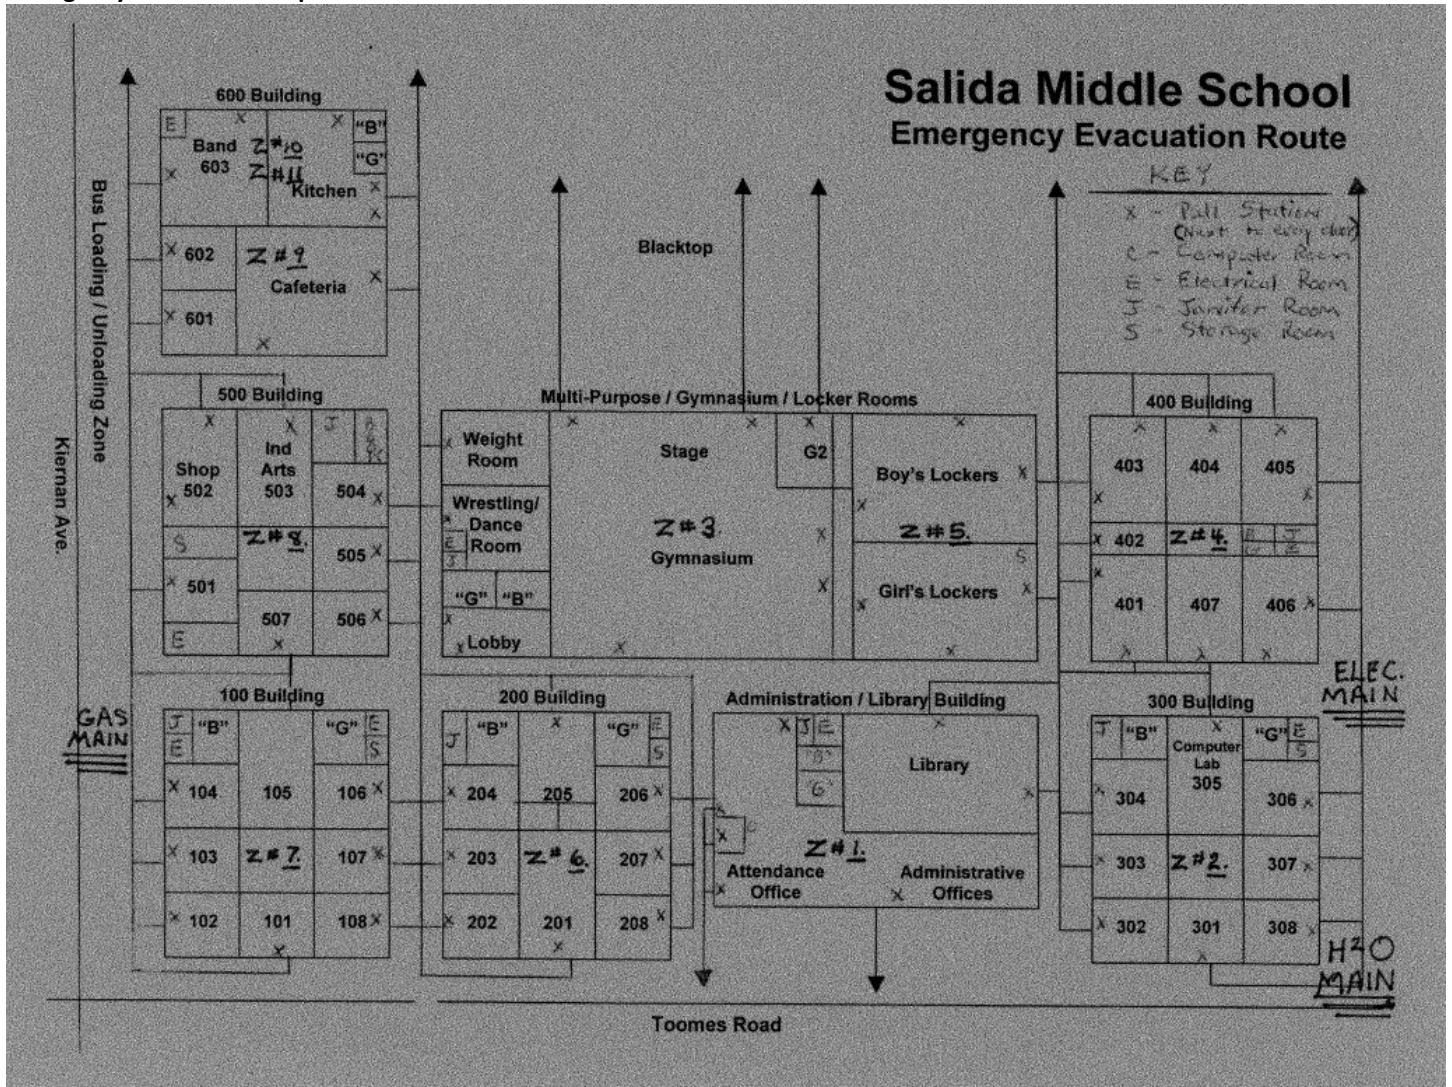 Salida Middle School
Emergency Evacuation Route
KEY
X - Pull Station
(Next to every door)
C - Computer Room
E - Electrical Room
J - Janitor Room
S - Storage Room
Bus Loading / Unloading Zone
Kiernan Ave.
Blacktop
600 Building
E
Band
603
Z#10
Z#11
Kitchen
"B"
"G"
602
601
Z#9
Cafeteria
500 Building
Shop
502
Ind
Arts
503
J
504
S
Z#8.
505
501
507
506
E
Multi-Purpose / Gymnasium / Locker Rooms
Weight
Room
Stage
G2
Boy's Lockers
Wrestling/
Dance
Room
E
J
Z#3.
Gymnasium
Z#5.
S
Girl's Lockers
"G" "B"
Lobby
400 Building
403 404 405
402 Z#4.
J
401 407 406
ELEC.
MAIN
GAS
MAIN
100 Building
J
E
"B"
"G"
E
S
104 105 106
103 Z#7. 107
102 101 108
200 Building
J
"B"
"G"
E
S
204 205 206
203 Z#6. 207
202 201 208
Administration / Library Building
J E
"B"
"G"
Library
C
Z#1.
Attendance
Office
Administrative
Offices
300 Building
J
"B"
Computer
Lab
305
"G"
E
S
304 306
303 Z#2. 307
302 301 308
H2O
MAIN
Toomes Road